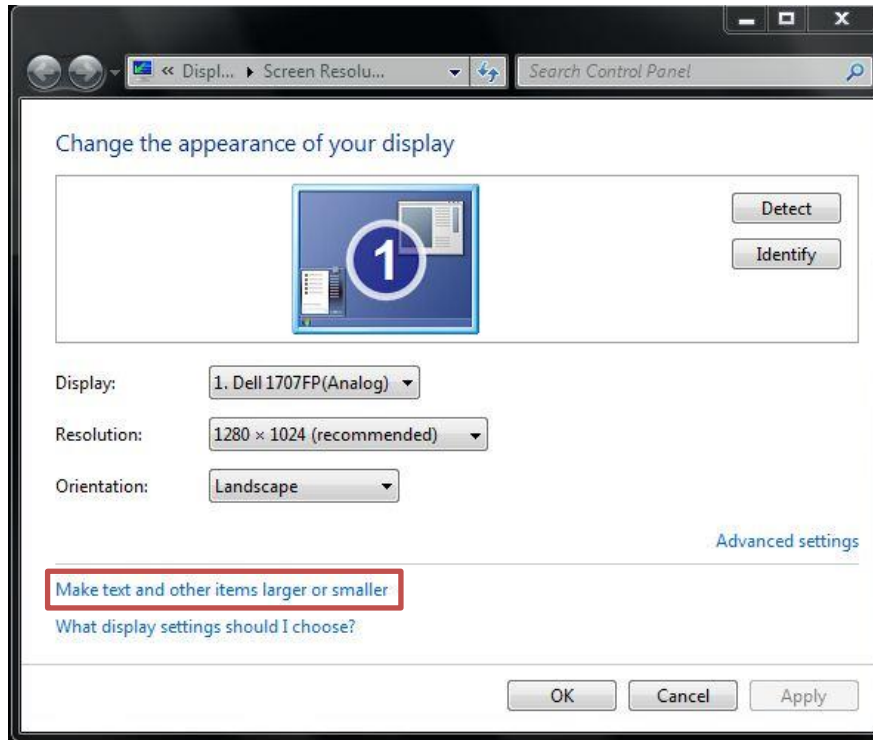 « Displ... Screen Resolu... Search Control Panel
Change the appearance of your display
1
Detect
Identify
Display: 1. Dell 1707FP(Analog)
Resolution: 1280 × 1024 (recommended)
Orientation: Landscape
Advanced settings
Make text and other items larger or smaller
What display settings should I choose?
OK Cancel Apply